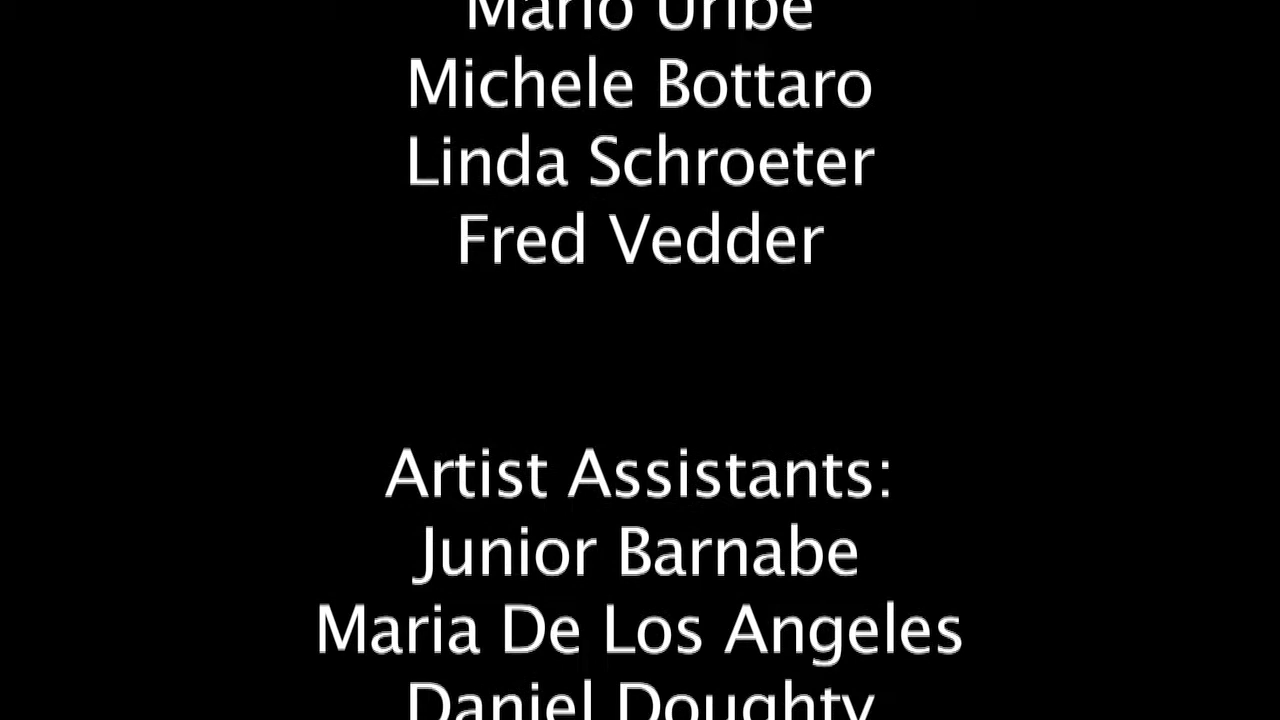 Mario Uribe
Michele Bottaro
Linda Schroeter
Fred Vedder
Artist Assistants:
Junior Barnabe
Maria De Los Angeles
Daniel Doughty